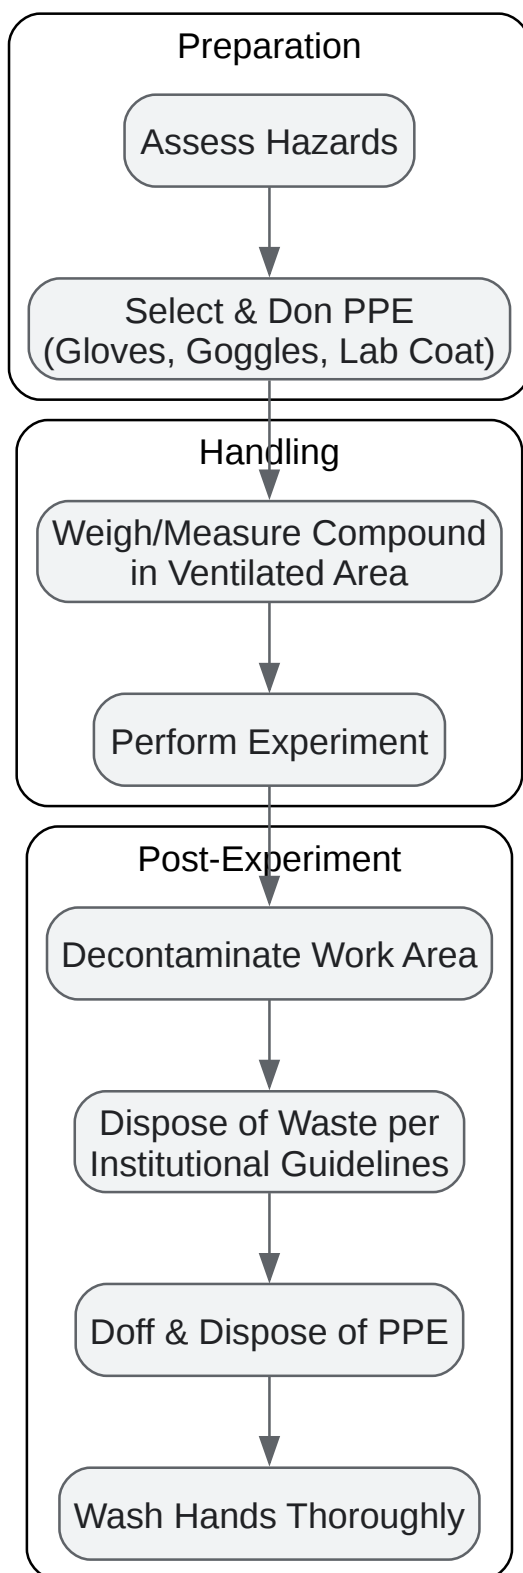 Preparation
Assess Hazards
Select & Don PPE
(Gloves, Goggles, Lab Coat)
Handling
Weigh/Measure Compound
in Ventilated Area
Perform Experiment
Post-Experiment
Decontaminate Work Area
Dispose of Waste per
Institutional Guidelines
Doff & Dispose of PPE
Wash Hands Thoroughly